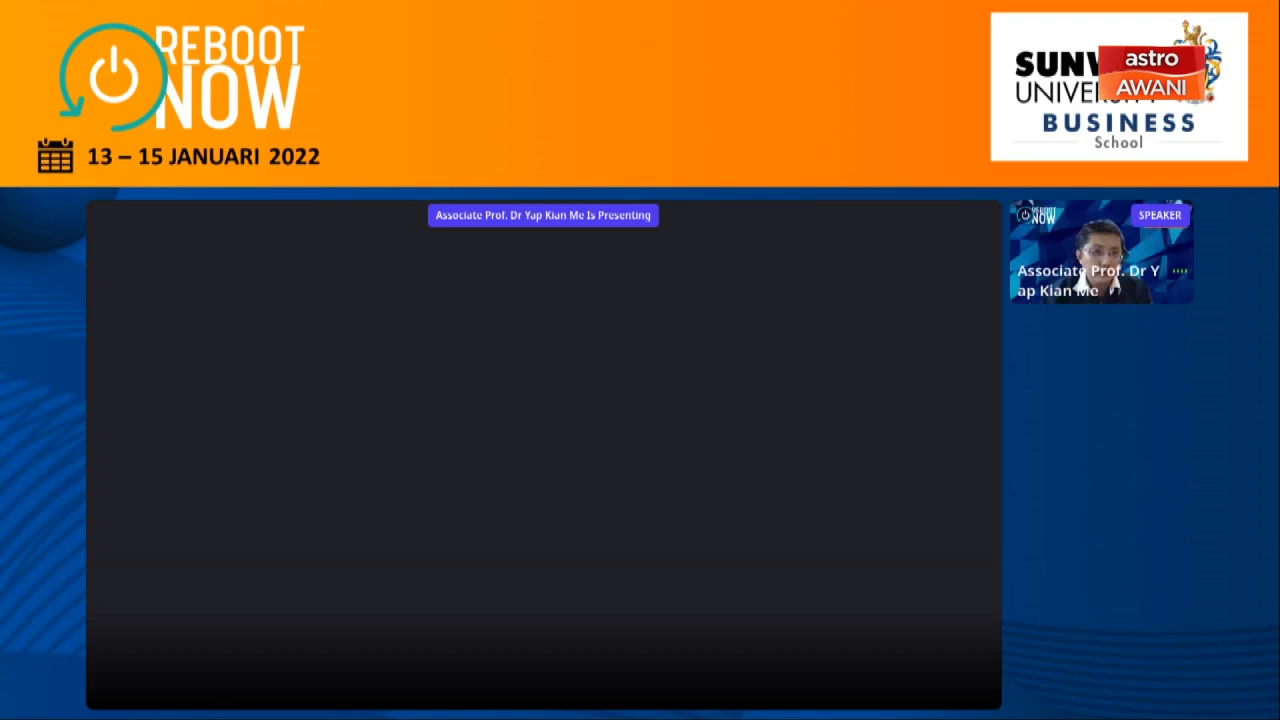 REBOOT
NOW
13 – 15 JANUARI 2022
astro
AWANI
UNIVERSITY
BUSINESS
School
Associate Prof. Dr Yap Kian Me Is Presenting
REBOOT
NOW
SPEAKER
Associate Prof. Dr Y
ap Kian Me